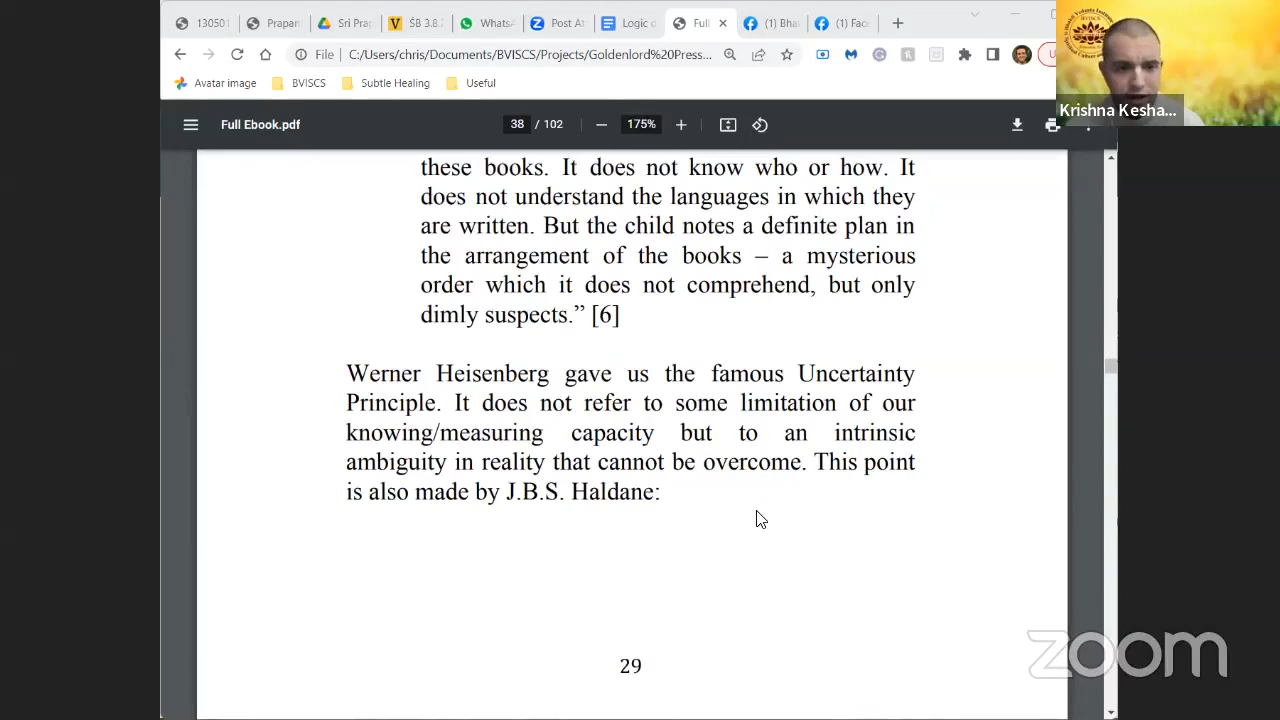 130501
Prapan
Sri Prap
ŚB 3.8.
WhatsA
Post At
Logic o
Full
(1) Bha
(1) Fac
File
hris/Documents/BVISCS/Projects/Goldenlord%20Press...
Avatar image
BVISCS
Subtle Healing
Useful
BVISCS
Krishna Kesha...
Full Ebook.pdf
38 / 102
175%
these books. It does not know who or how. It
does not understand the languages in which they
are written. But the child notes a definite plan in
the arrangement of the books – a mysterious
order which it does not comprehend, but only
dimly suspects.” [6]
Werner Heisenberg gave us the famous Uncertainty
Principle. It does not refer to some limitation of our
knowing/measuring capacity but to an intrinsic
ambiguity in reality that cannot be overcome. This point
is also made by J.B.S. Haldane:
29
zoom